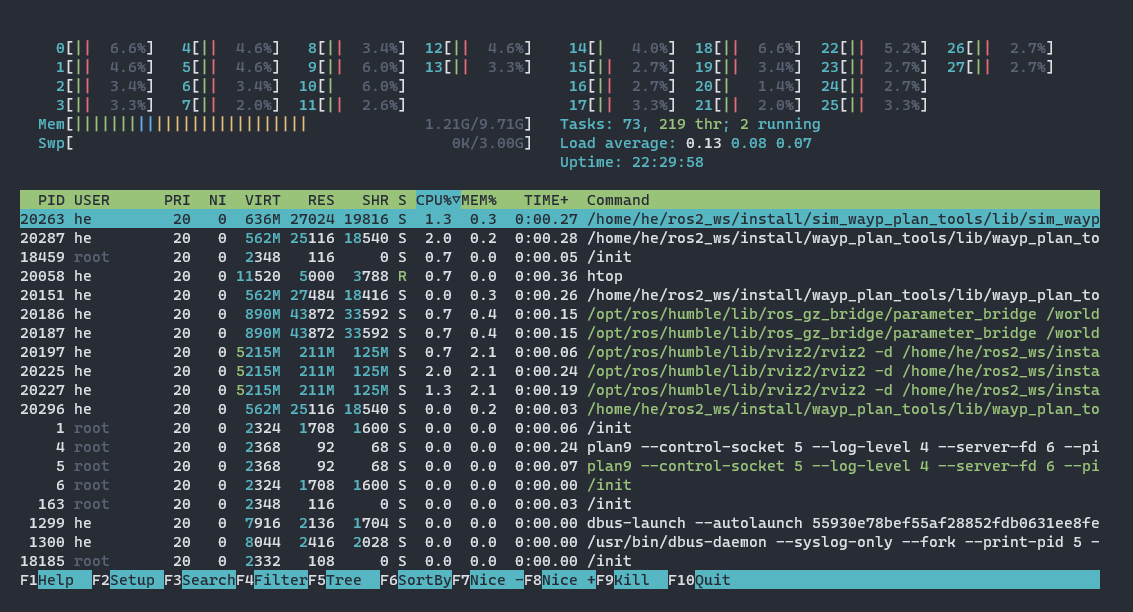 0[||  6.6%]  4[||  4.6%]  8[||  3.4%]  12[||  4.6%]  14[|  4.0%]  18[||  6.6%]  22[||  5.2%]  26[||  2.7%]
1[||  4.6%]  5[||  4.6%]  9[||  6.0%]  13[||  3.3%]  15[||  2.7%]  19[||  3.4%]  23[||  2.7%]  27[||  2.7%]
2[||  3.4%]  6[||  3.4%]  10[|  6.0%]  16[||  2.7%]  20[|  1.4%]  24[||  2.7%]
3[||  3.3%]  7[||  2.0%]  11[||  2.6%]  17[||  3.3%]  21[||  2.0%]  25[||  3.3%]
Mem[||||||||||||||||||||||||||  1.21G/9.71G]  Tasks: 73, 219 thr; 2 running
Swp[  0K/3.00G]  Load average: 0.13 0.08 0.07
Uptime: 22:29:58
PID USER PRI NI VIRT RES SHR S CPU%▽MEM% TIME+ Command
20263 he 20 0 636M 27024 19816 S 1.3 0.3 0:00.27 /home/he/ros2_ws/install/sim_wayp_plan_tools/lib/sim_wayp
20287 he 20 0 562M 25116 18540 S 2.0 0.2 0:00.28 /home/he/ros2_ws/install/wayp_plan_tools/lib/wayp_plan_to
18459 root 20 0 2348 116 0 S 0.7 0.0 0:00.05 /init
20058 he 20 0 11520 5000 3788 R 0.7 0.0 0:00.36 htop
20151 he 20 0 562M 27484 18416 S 0.0 0.3 0:00.26 /home/he/ros2_ws/install/wayp_plan_tools/lib/wayp_plan_to
20186 he 20 0 890M 43872 33592 S 0.7 0.4 0:00.15 /opt/ros/humble/lib/ros_gz_bridge/parameter_bridge /world
20187 he 20 0 890M 43872 33592 S 0.7 0.4 0:00.15 /opt/ros/humble/lib/ros_gz_bridge/parameter_bridge /world
20197 he 20 0 5215M 211M 125M S 0.7 2.1 0:00.06 /opt/ros/humble/lib/rviz2/rviz2 -d /home/he/ros2_ws/insta
20225 he 20 0 5215M 211M 125M S 2.0 2.1 0:00.24 /opt/ros/humble/lib/rviz2/rviz2 -d /home/he/ros2_ws/insta
20227 he 20 0 5215M 211M 125M S 1.3 2.1 0:00.19 /opt/ros/humble/lib/rviz2/rviz2 -d /home/he/ros2_ws/insta
20296 he 20 0 562M 25116 18540 S 0.0 0.2 0:00.03 /home/he/ros2_ws/install/wayp_plan_tools/lib/wayp_plan_to
1 root 20 0 2324 1708 1600 S 0.0 0.0 0:00.06 /init
4 root 20 0 2368 92 68 S 0.0 0.0 0:00.24 plan9 --control-socket 5 --log-level 4 --server-fd 6 --pi
5 root 20 0 2368 92 68 S 0.0 0.0 0:00.07 plan9 --control-socket 5 --log-level 4 --server-fd 6 --pi
6 root 20 0 2324 1708 1600 S 0.0 0.0 0:00.00 /init
163 root 20 0 2348 116 0 S 0.0 0.0 0:00.03 /init
1299 he 20 0 7916 2136 1704 S 0.0 0.0 0:00.00 dbus-launch --autolaunch 55930e78bef55af28852fdb0631ee8fe
1300 he 20 0 8044 2416 2028 S 0.0 0.0 0:00.00 /usr/bin/dbus-daemon --syslog-only --fork --print-pid 5 -
18185 root 20 0 2332 108 0 S 0.0 0.0 0:00.00 /init
F1Help F2Setup F3SearchF4FilterF5Tree F6SortByF7Nice -F8Nice +F9Kill F10Quit